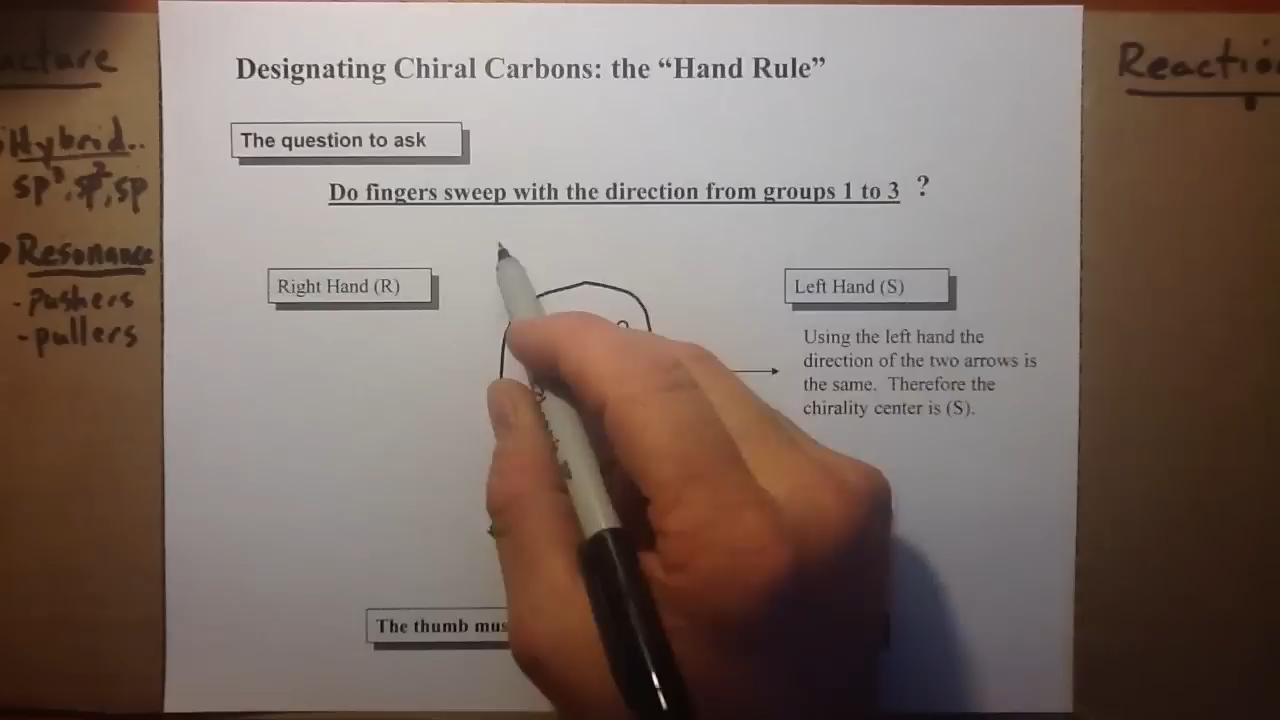 Designating Chiral Carbons: the “Hand Rule”
The question to ask
Do fingers sweep with the direction from groups 1 to 3 ?
Right Hand (R)
Left Hand (S)
Using the left hand the
direction of the two arrows is
the same. Therefore the
chirality center is (S).
The thumb mus
ucture
Hybrid..
sp³, sp², sp
Resonance
- pushers
- pullers
Reactio